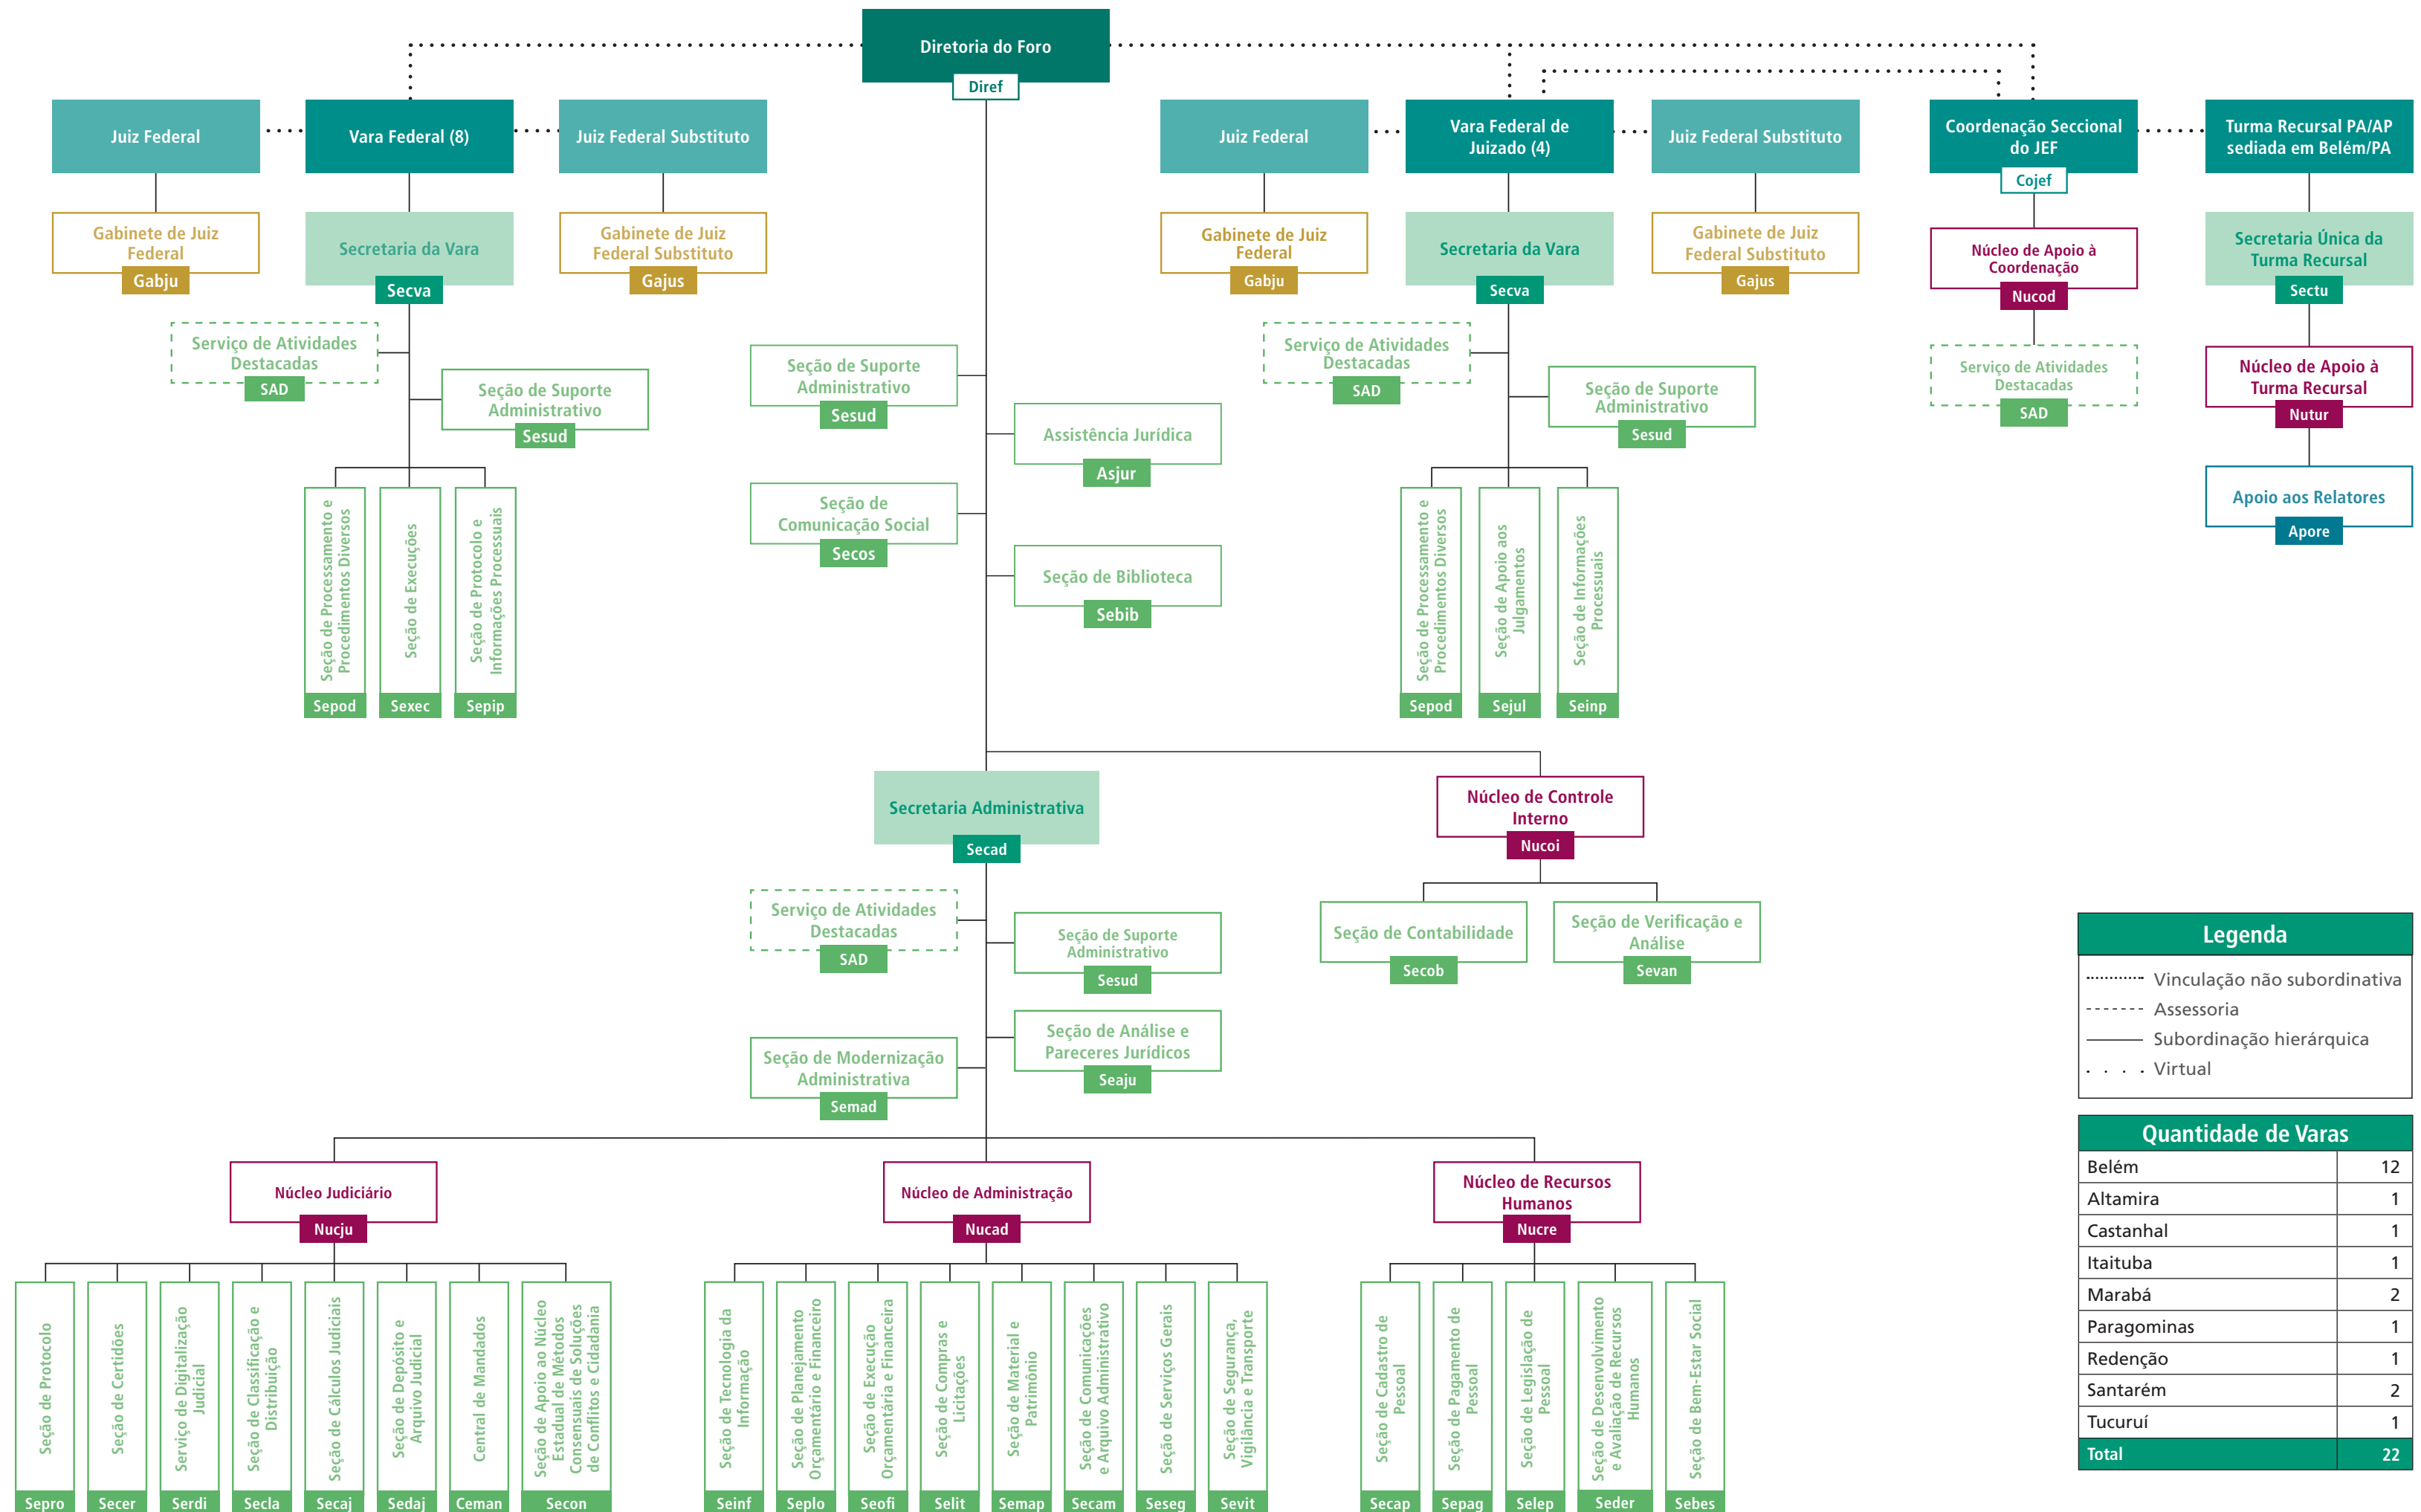 Diretoria do Foro
Diref
Juiz Federal
Vara Federal (8)
Juiz Federal Substituto
Juiz Federal
Vara Federal de
Juizado (4)
Juiz Federal Substituto
Coordenação Seccional
do JEF
Cojef
Turma Recursal PA/AP
sediada em Belém/PA
Gabinete de Juiz
Federal
Gabju
Secretaria da Vara
Secva
Gabinete de Juiz
Federal Substituto
Gajus
Gabinete de Juiz
Federal
Gabju
Secretaria da Vara
Secva
Gabinete de Juiz
Federal Substituto
Gajus
Núcleo de Apoio à
Coordenação
Nucod
Secretaria Única da
Turma Recursal
Sectu
Serviço de Atividades
Destacadas
SAD
Seção de Suporte
Administrativo
Sesud
Seção de Suporte
Administrativo
Sesud
Assistência Jurídica
Asjur
Seção de
Comunicação Social
Secos
Seção de Biblioteca
Sebib
Serviço de Atividades
Destacadas
SAD
Seção de Suporte
Administrativo
Sesud
Serviço de Atividades
Destacadas
SAD
Núcleo de Apoio à
Turma Recursal
Nutur
Apoio aos Relatores
Apore
Seção de Processamento e
Procedimentos Diversos
Sepod
Seção de Execuções
Sexec
Seção de Protocolo e
Informações Processuais
Sepip
Seção de Processamento e
Procedimentos Diversos
Sepod
Seção de Apoio aos
Julgamentos
Sejul
Seção de Informações
Processuais
Seinp
Secretaria Administrativa
Secad
Núcleo de Controle
Interno
Nucoi
Serviço de Atividades
Destacadas
SAD
Seção de Suporte
Administrativo
Sesud
Seção de Contabilidade
Secob
Seção de Verificação e
Análise
Sevan
Seção de Modernização
Administrativa
Semad
Seção de Análise e
Pareceres Jurídicos
Seaju
Legenda
Vinculação não subordinativa
Assessoria
Subordinação hierárquica
Virtual
Quantidade de Varas
Belém 12
Altamira 1
Castanhal 1
Itaituba 1
Marabá 2
Paragominas 1
Redenção 1
Santarém 2
Tucuruí 1
Total 22
Núcleo Judiciário
Nucju
Núcleo de Administração
Nucad
Núcleo de Recursos
Humanos
Nucre
Seção de Protocolo
Sepro
Seção de Certidões
Secer
Serviço de Digitalização
Judicial
Serdi
Seção de Classificação e
Distribuição
Secla
Seção de Cálculos Judiciais
Secaj
Seção de Depósito e
Arquivo Judicial
Sedaj
Central de Mandados
Ceman
Seção de Apoio ao Núcleo
Estadual de Métodos
Consensuais de Soluções
de Conflitos e Cidadania
Secon
Seção de Tecnologia da
Informação
Seinf
Seção de Planejamento
Orçamentário e Financeiro
Seplo
Seção de Execução
Orçamentária e Financeira
Seofi
Seção de Compras e
Licitações
Selit
Seção de Material e
Patrimônio
Semap
Seção de Comunicações
e Arquivo Administrativo
Secam
Seção de Serviços Gerais
Seseg
Seção de Segurança,
Vigilância e Transporte
Sevit
Seção de Cadastro de
Pessoal
Secap
Seção de Pagamento de
Pessoal
Sepag
Seção de Legislação de
Pessoal
Selep
Seção de Desenvolvimento
e Avaliação de Recursos
Humanos
Seder
Seção de Bem-Estar Social
Sebes